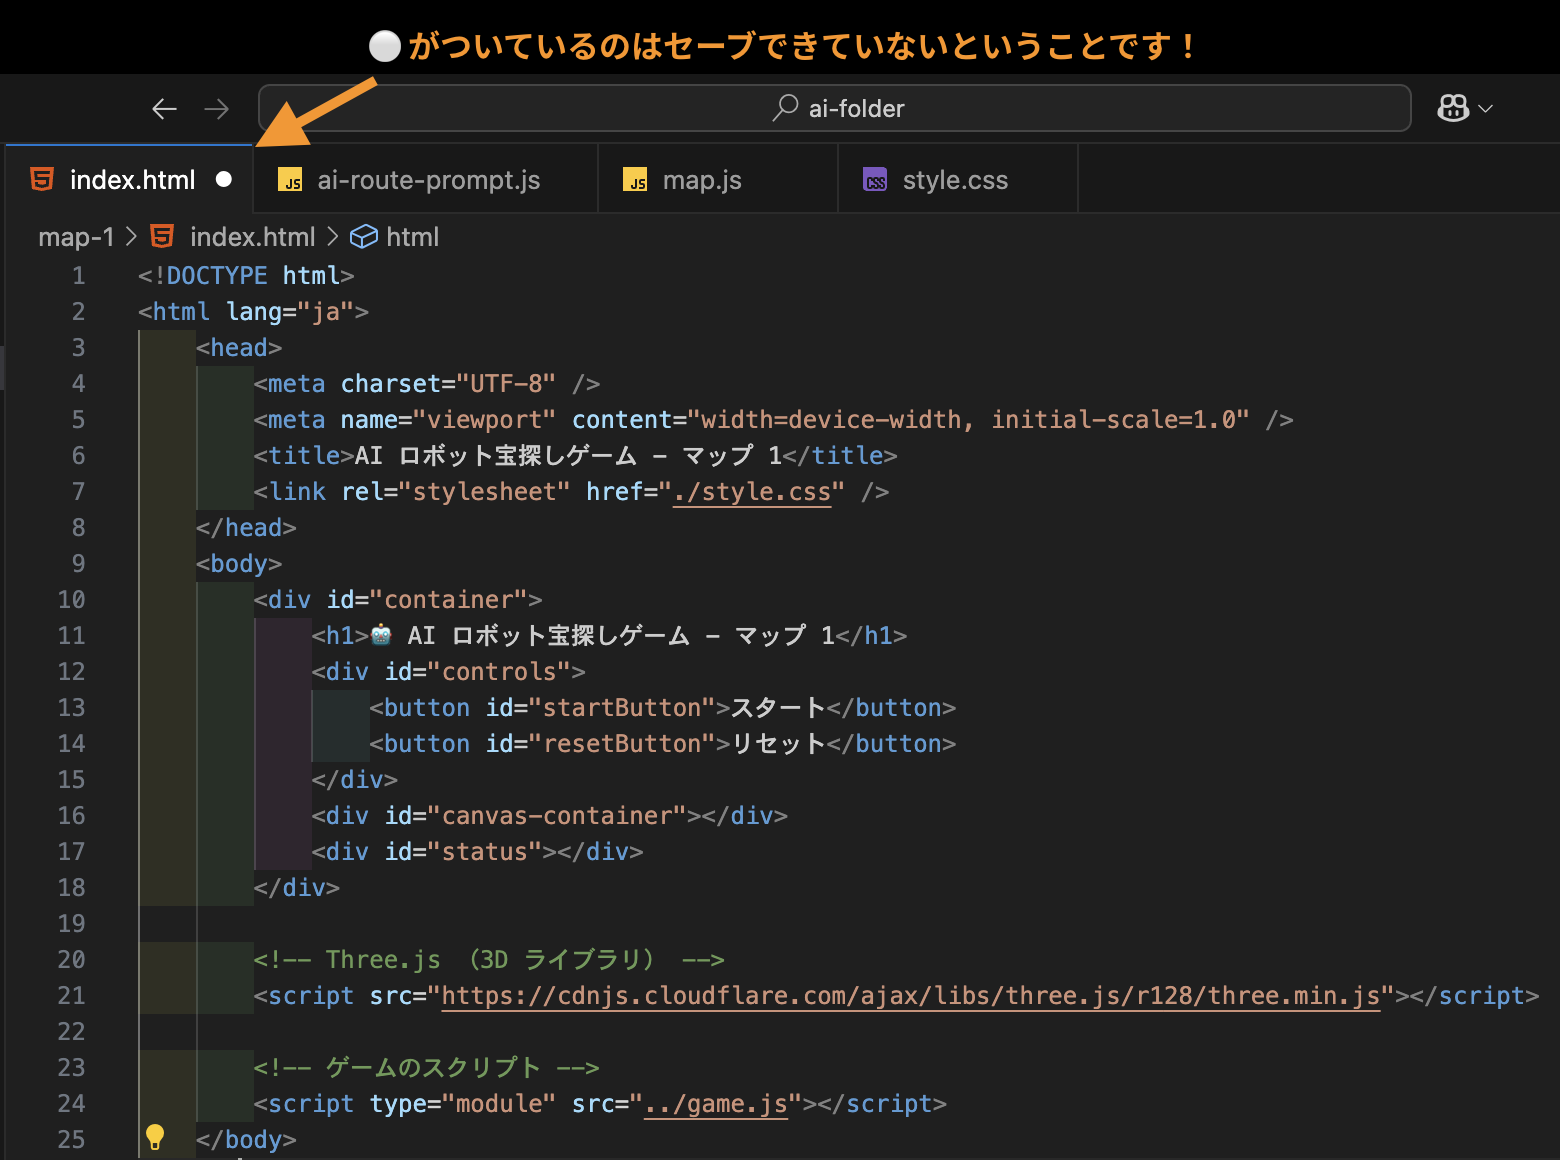 ⚪️がついているのはセーブできていないということです！
ai-folder
index.html ● JS ai-route-prompt.js JS map.js CSS style.css
map-1 > index.html > html
1 <!DOCTYPE html>
2 <html lang="ja">
3 <head>
4 <meta charset="UTF-8" />
5 <meta name="viewport" content="width=device-width, initial-scale=1.0" />
6 <title>AI ロボット宝探しゲーム - マップ 1</title>
7 <link rel="stylesheet" href="./style.css" />
8 </head>
9 <body>
10 <div id="container">
11 <h1>🤖 AI ロボット宝探しゲーム - マップ 1</h1>
12 <div id="controls">
13 <button id="startButton">スタート</button>
14 <button id="resetButton">リセット</button>
15 </div>
16 <div id="canvas-container"></div>
17 <div id="status"></div>
18 </div>
19
20 <!-- Three.js （3D ライブラリ） -->
21 <script src="https://cdnjs.cloudflare.com/ajax/libs/three.js/r128/three.min.js"></script>
22
23 <!-- ゲームのスクリプト -->
24 <script type="module" src="../game.js"></script>
25 </body>